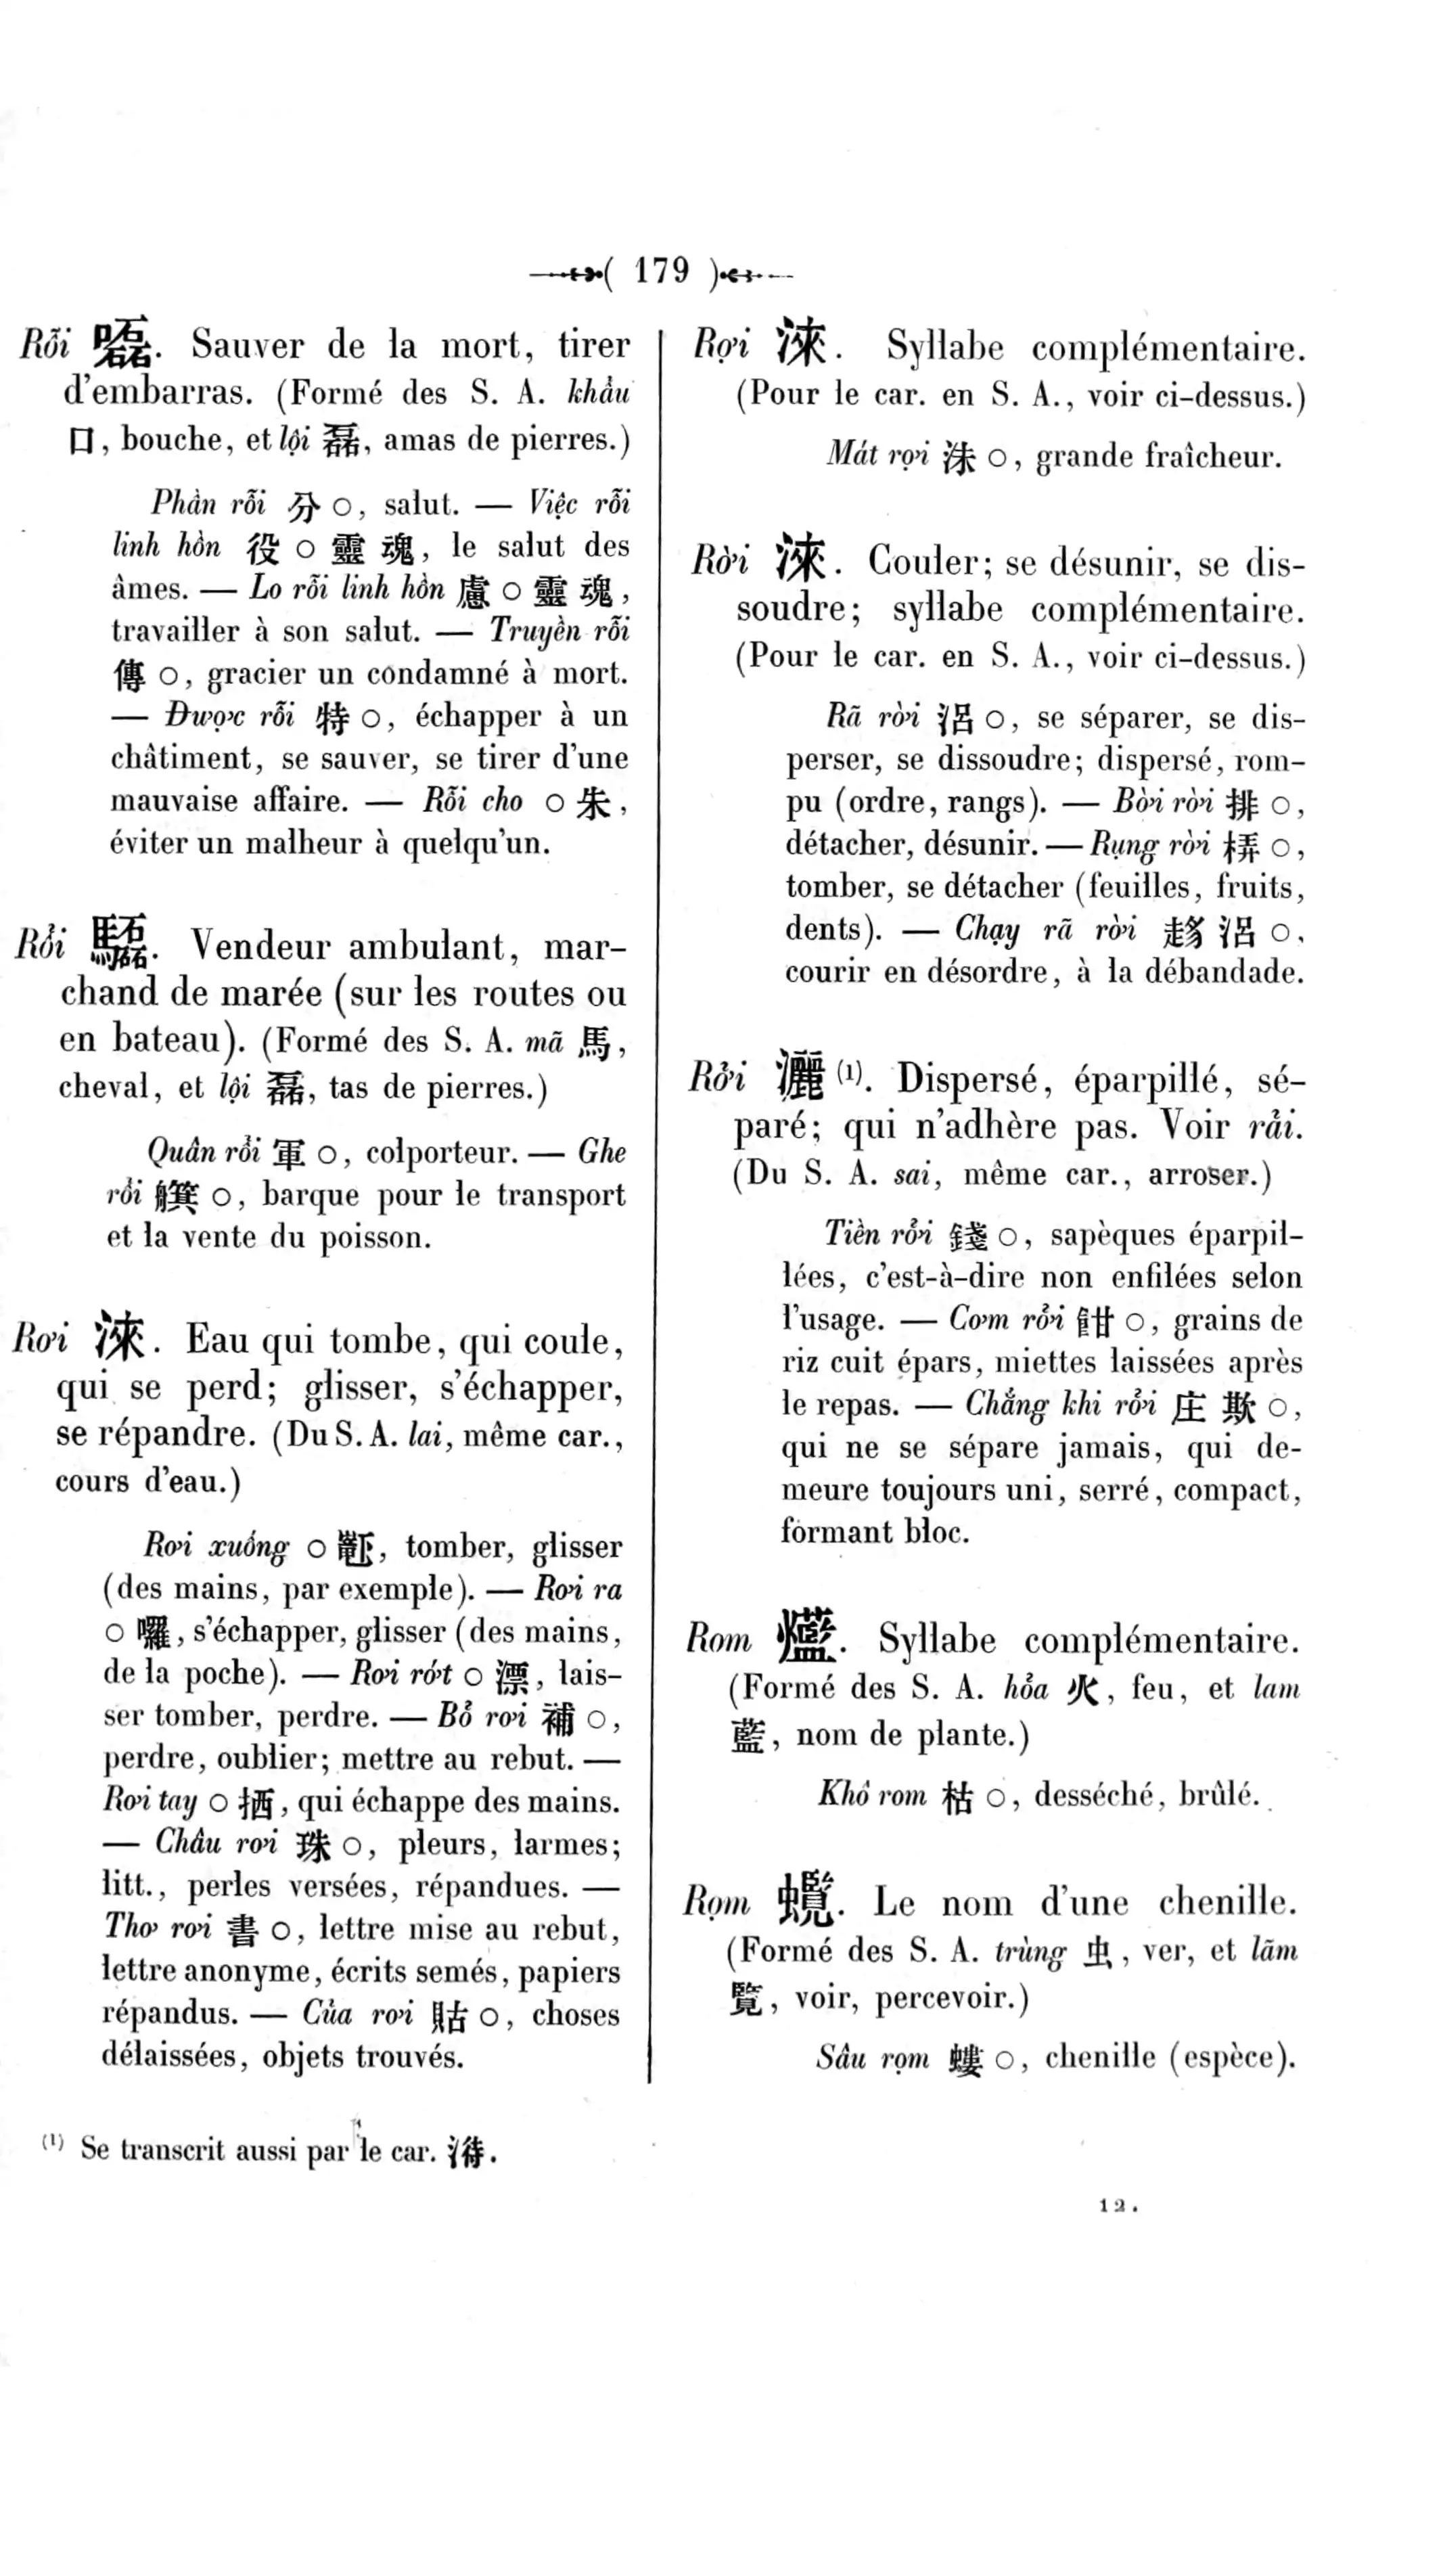 ( 179 )
Rỗi 𠻀. Sauver de la mort, tirer
d'embarras. (Formé des S. A. khẩu
口, bouche, et lội 磊, amas de pierres.)
Phần rỗi 分 ○, salut. — Việc rỗi
linh hồn 役 ○ 靈 魂, le salut des
âmes. — Lo rỗi linh hồn 慮 ○ 靈 魂,
travailler à son salut. — Truyền rỗi
傳 ○, gracier un condamné à mort.
— Được rỗi 特 ○, échapper à un
châtiment, se sauver, se tirer d'une
mauvaise affaire. — Rỗi cho ○ 朱,
éviter un malheur à quelqu'un.
Rổi. Vendeur ambulant, mar-
chand de marée (sur les routes ou
en bateau). (Formé des S. A. mã 馬,
cheval, et lội 磊, tas de pierres.)
Quân rổi 軍 ○, colporteur. — Ghe
rổi ○, barque pour le transport
et la vente du poisson.
Rơi 淶. Eau qui tombe, qui coule,
qui se perd; glisser, s'échapper,
se répandre. (Du S. A. lai, même car.,
cours d'eau.)
Rơi xuống ○, tomber, glisser
(des mains, par exemple). — Rơi ra
○ 囉, s'échapper, glisser (des mains,
de la poche). — Rơi rớt ○ 漂, lais-
ser tomber, perdre. — Bổ rơi 補 ○,
perdre, oublier; mettre au rebut. —
Rơi tay ○ 拪, qui échappe des mains.
— Châu rơi 珠 ○, pleurs, larmes;
litt., perles versées, répandues. —
Thơ rơi 書 ○, lettre mise au rebut,
lettre anonyme, écrits semés, papiers
répandus. — Của rơi 貼 ○, choses
délaissées, objets trouvés.
Rợi 淶. Syllabe complémentaire.
(Pour le car. en S. A., voir ci-dessus.)
Mát rợi 沬 ○, grande fraîcheur.
Rời 淶. Couler; se désunir, se dis-
soudre; syllabe complémentaire.
(Pour le car. en S. A., voir ci-dessus.)
Rã rời 浥 ○, se séparer, se dis-
perser, se dissoudre; dispersé, rom-
pu (ordre, rangs). — Bời rời 排 ○,
détacher, désunir. — Rụng rời 梇 ○,
tomber, se détacher (feuilles, fruits,
dents). — Chạy rã rời 趍 ○,
courir en désordre, à la débandade.
Rởi 灑 (1). Dispersé, éparpillé, sé-
paré; qui n'adhère pas. Voir rải.
(Du S. A. sai, même car., arroser.)
Tiền rởi 錢 ○, sapèques éparpil-
lées, c'est-à-dire non enfilées selon
l'usage. — Cơm rởi 䭃 ○, grains de
riz cuit épars, miettes laissées après
le repas. — Chẳng khi rởi 庄 欺 ○,
qui ne se sépare jamais, qui de-
meure toujours uni, serré, compact,
formant bloc.
Rom. Syllabe complémentaire.
(Formé des S. A. hỏa 火, feu, et lam
藍, nom de plante.)
Khô rom 枯 ○, desséché, brûlé.
Rọm. Le nom d'une chenille.
(Formé des S. A. trùng 虫, ver, et lãm
覽, voir, percevoir.)
Sâu rọm 螻 ○, chenille (espèce).
(1) Se transcrit aussi par le car.
12.